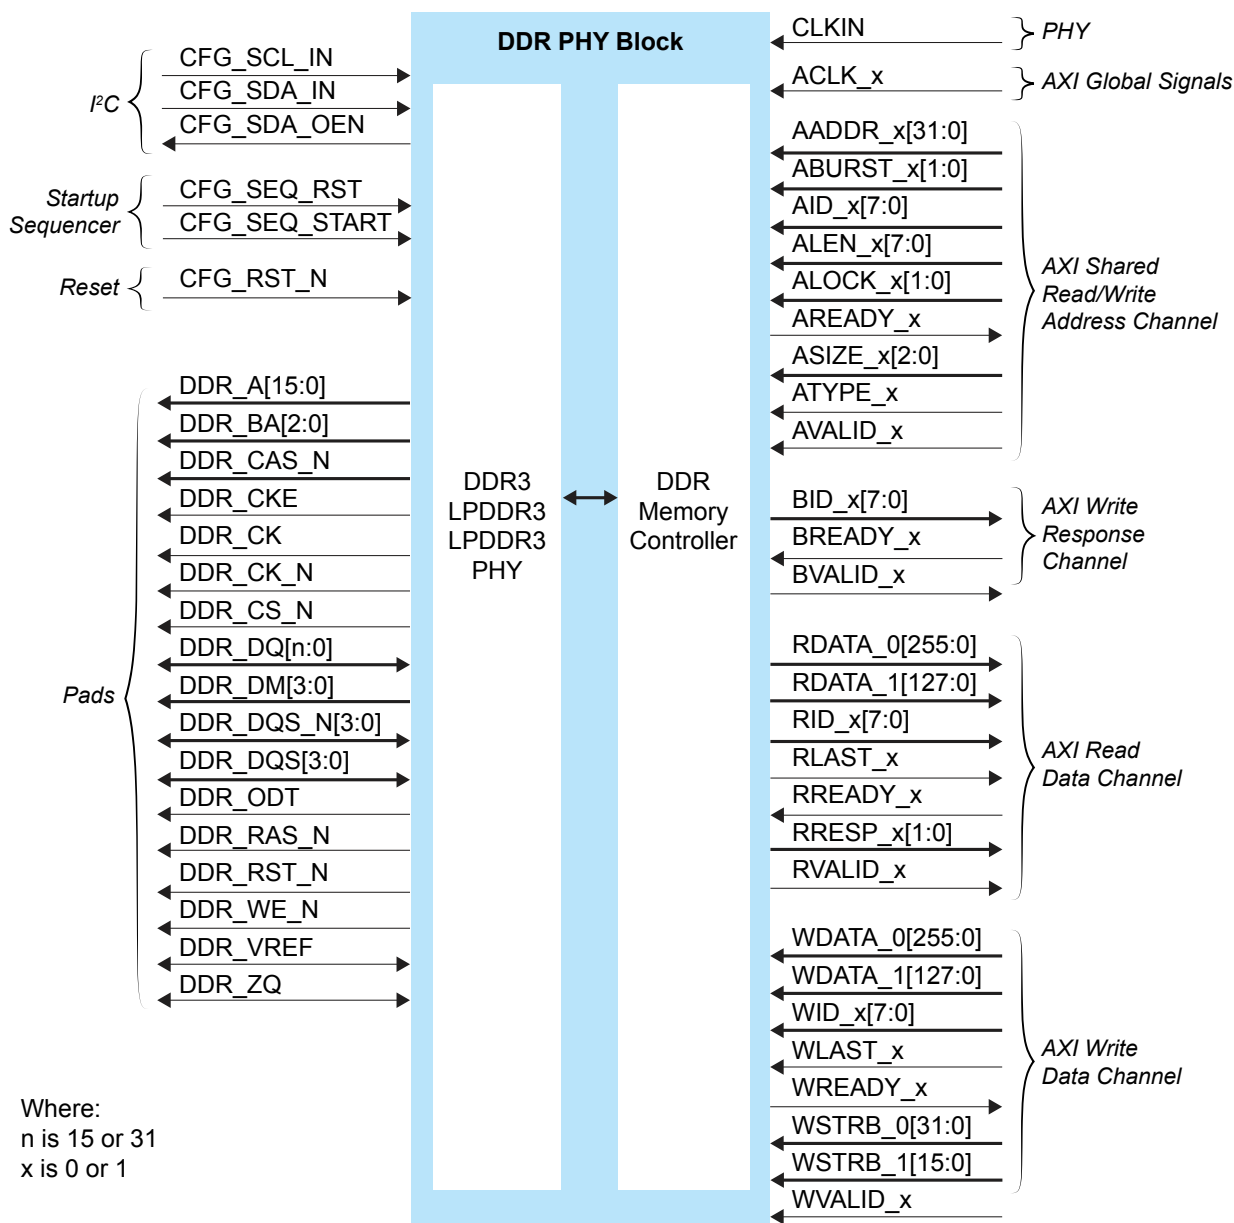 DDR PHY Block
I²C
CFG_SCL_IN
CFG_SDA_IN
CFG_SDA_OEN
Startup
Sequencer
CFG_SEQ_RST
CFG_SEQ_START
Reset
CFG_RST_N
Pads
DDR_A[15:0]
DDR_BA[2:0]
DDR_CAS_N
DDR_CKE
DDR_CK
DDR_CK_N
DDR_CS_N
DDR_DQ[n:0]
DDR_DM[3:0]
DDR_DQS_N[3:0]
DDR_DQS[3:0]
DDR_ODT
DDR_RAS_N
DDR_RST_N
DDR_WE_N
DDR_VREF
DDR_ZQ
Where:
n is 15 or 31
x is 0 or 1
DDR3
LPDDR3
LPDDR3
PHY
DDR
Memory
Controller
CLKIN
PHY
ACLK_x
AXI Global Signals
AADDR_x[31:0]
ABURST_x[1:0]
AID_x[7:0]
ALEN_x[7:0]
ALOCK_x[1:0]
AREADY_x
ASIZE_x[2:0]
ATYPE_x
AVALID_x
AXI Shared
Read/Write
Address Channel
BID_x[7:0]
BREADY_x
BVALID_x
AXI Write
Response
Channel
RDATA_0[255:0]
RDATA_1[127:0]
RID_x[7:0]
RLAST_x
RREADY_x
RRESP_x[1:0]
RVALID_x
AXI Read
Data Channel
WDATA_0[255:0]
WDATA_1[127:0]
WID_x[7:0]
WLAST_x
WREADY_x
WSTRB_0[31:0]
WSTRB_1[15:0]
WVALID_x
AXI Write
Data Channel